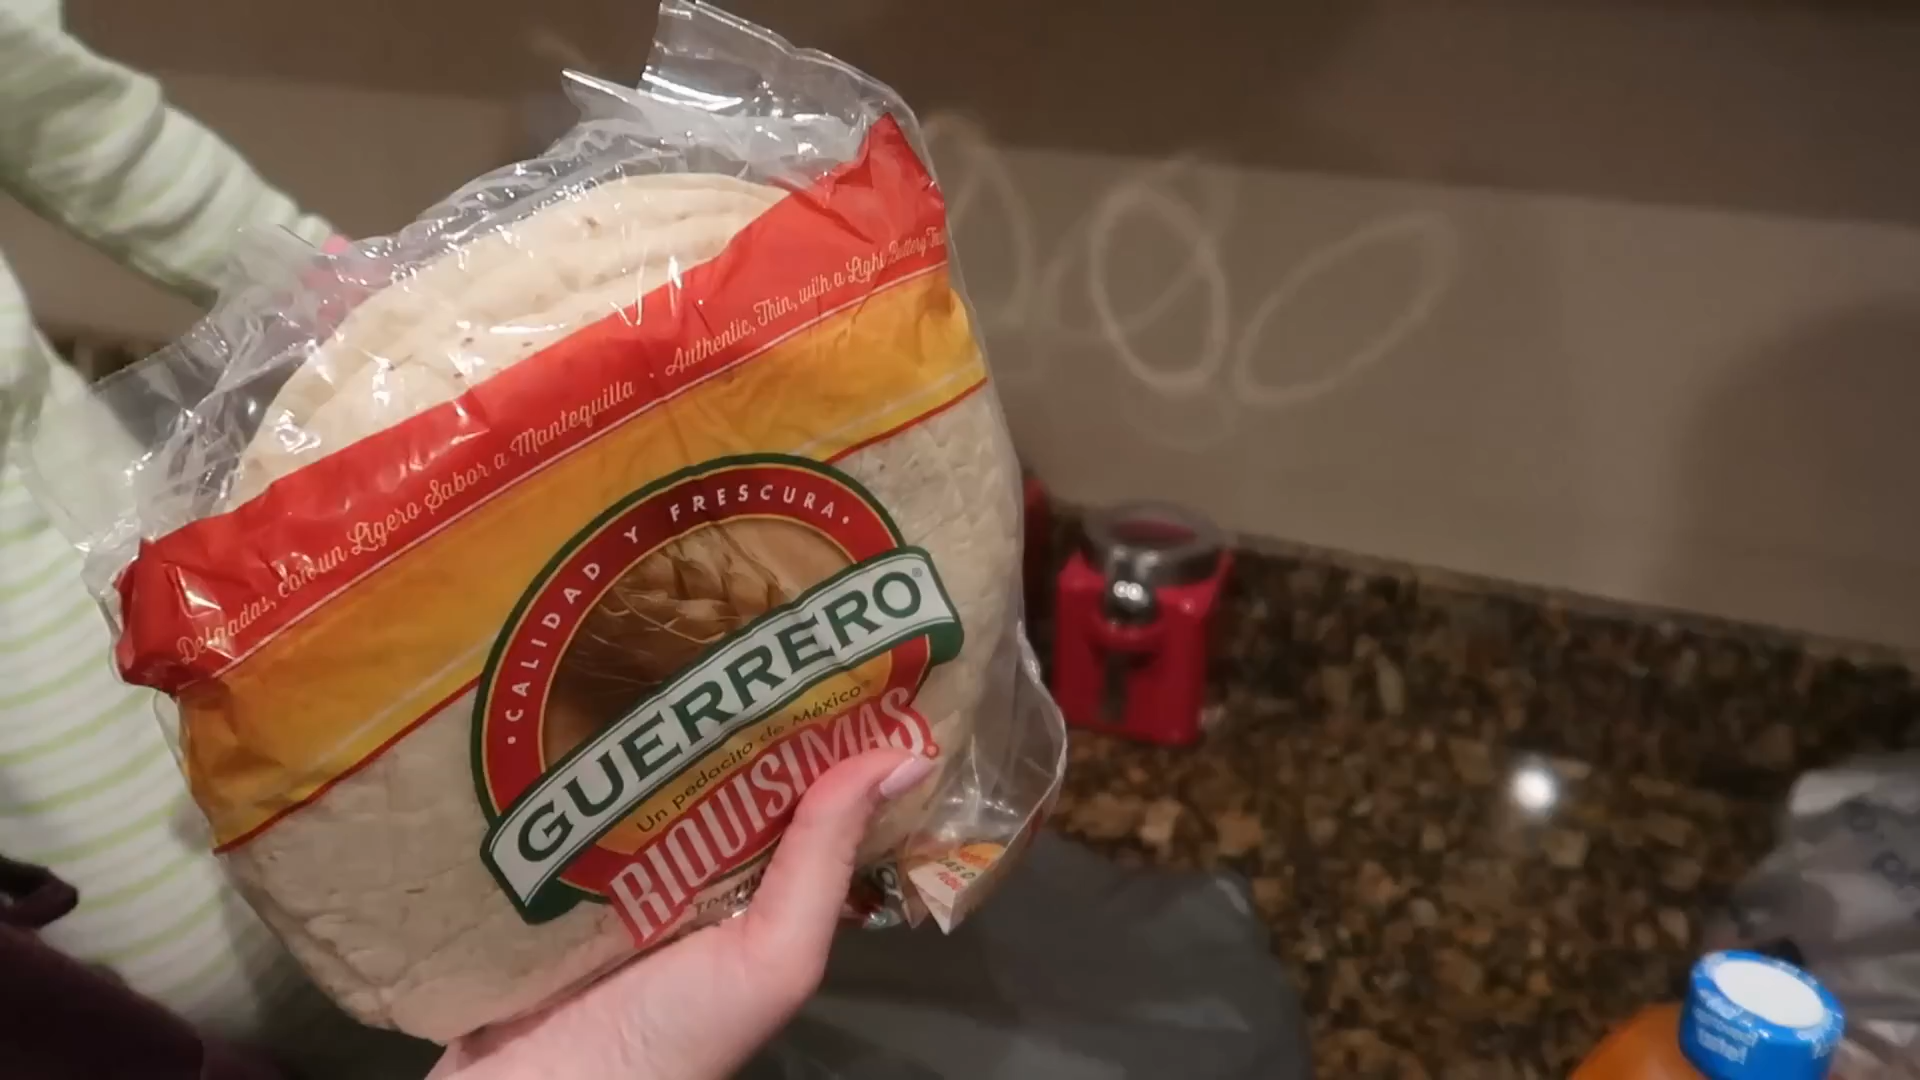 Delgadas, con un Ligero Sabor a Mantequilla · Authentic, Thin, with a Light Buttery
· CALIDAD Y FRESCURA ·
GUERRERO®
Un pedacito de México®
RIQUISIMAS